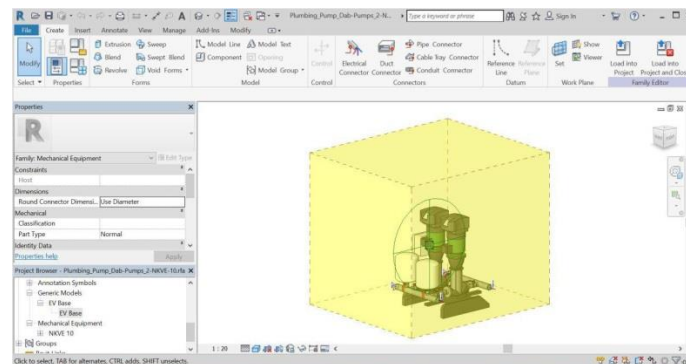 Plumbing_Pump_Dab-Pumps_2-N...
Type a keyword or phrase
Sign In
File Create Insert Annotate View Manage Add-Ins Modify
Modify
Extrusion Sweep
Blend Swept Blend
Revolve Void Forms
Model Line Model Text
Component Opening
Model Group
Control
Electrical Connector
Duct Connector
Pipe Connector
Cable Tray Connector
Conduit Connector
Reference Line
Reference Plane
Set
Show
Viewer
Load into Project
Load into Project and Clos
Select Properties Forms Model Control Connectors Datum Work Plane Family Editor
Properties
Family: Mechanical Equipment Edit Type
Constraints
Host
Dimensions
Round Connector Dimensi... Use Diameter
Mechanical
Classification
Part Type Normal
Identity Data
Properties help Apply
Project Browser - Plumbing_Pump_Dab-Pumps_2-NKVE-10.rfa
Annotation Symbols
Generic Models
EV Base
EV Base
Mechanical Equipment
NKVE 10
Groups
1 : 20
Click to select, TAB for alternates, CTRL adds, SHIFT unselects.